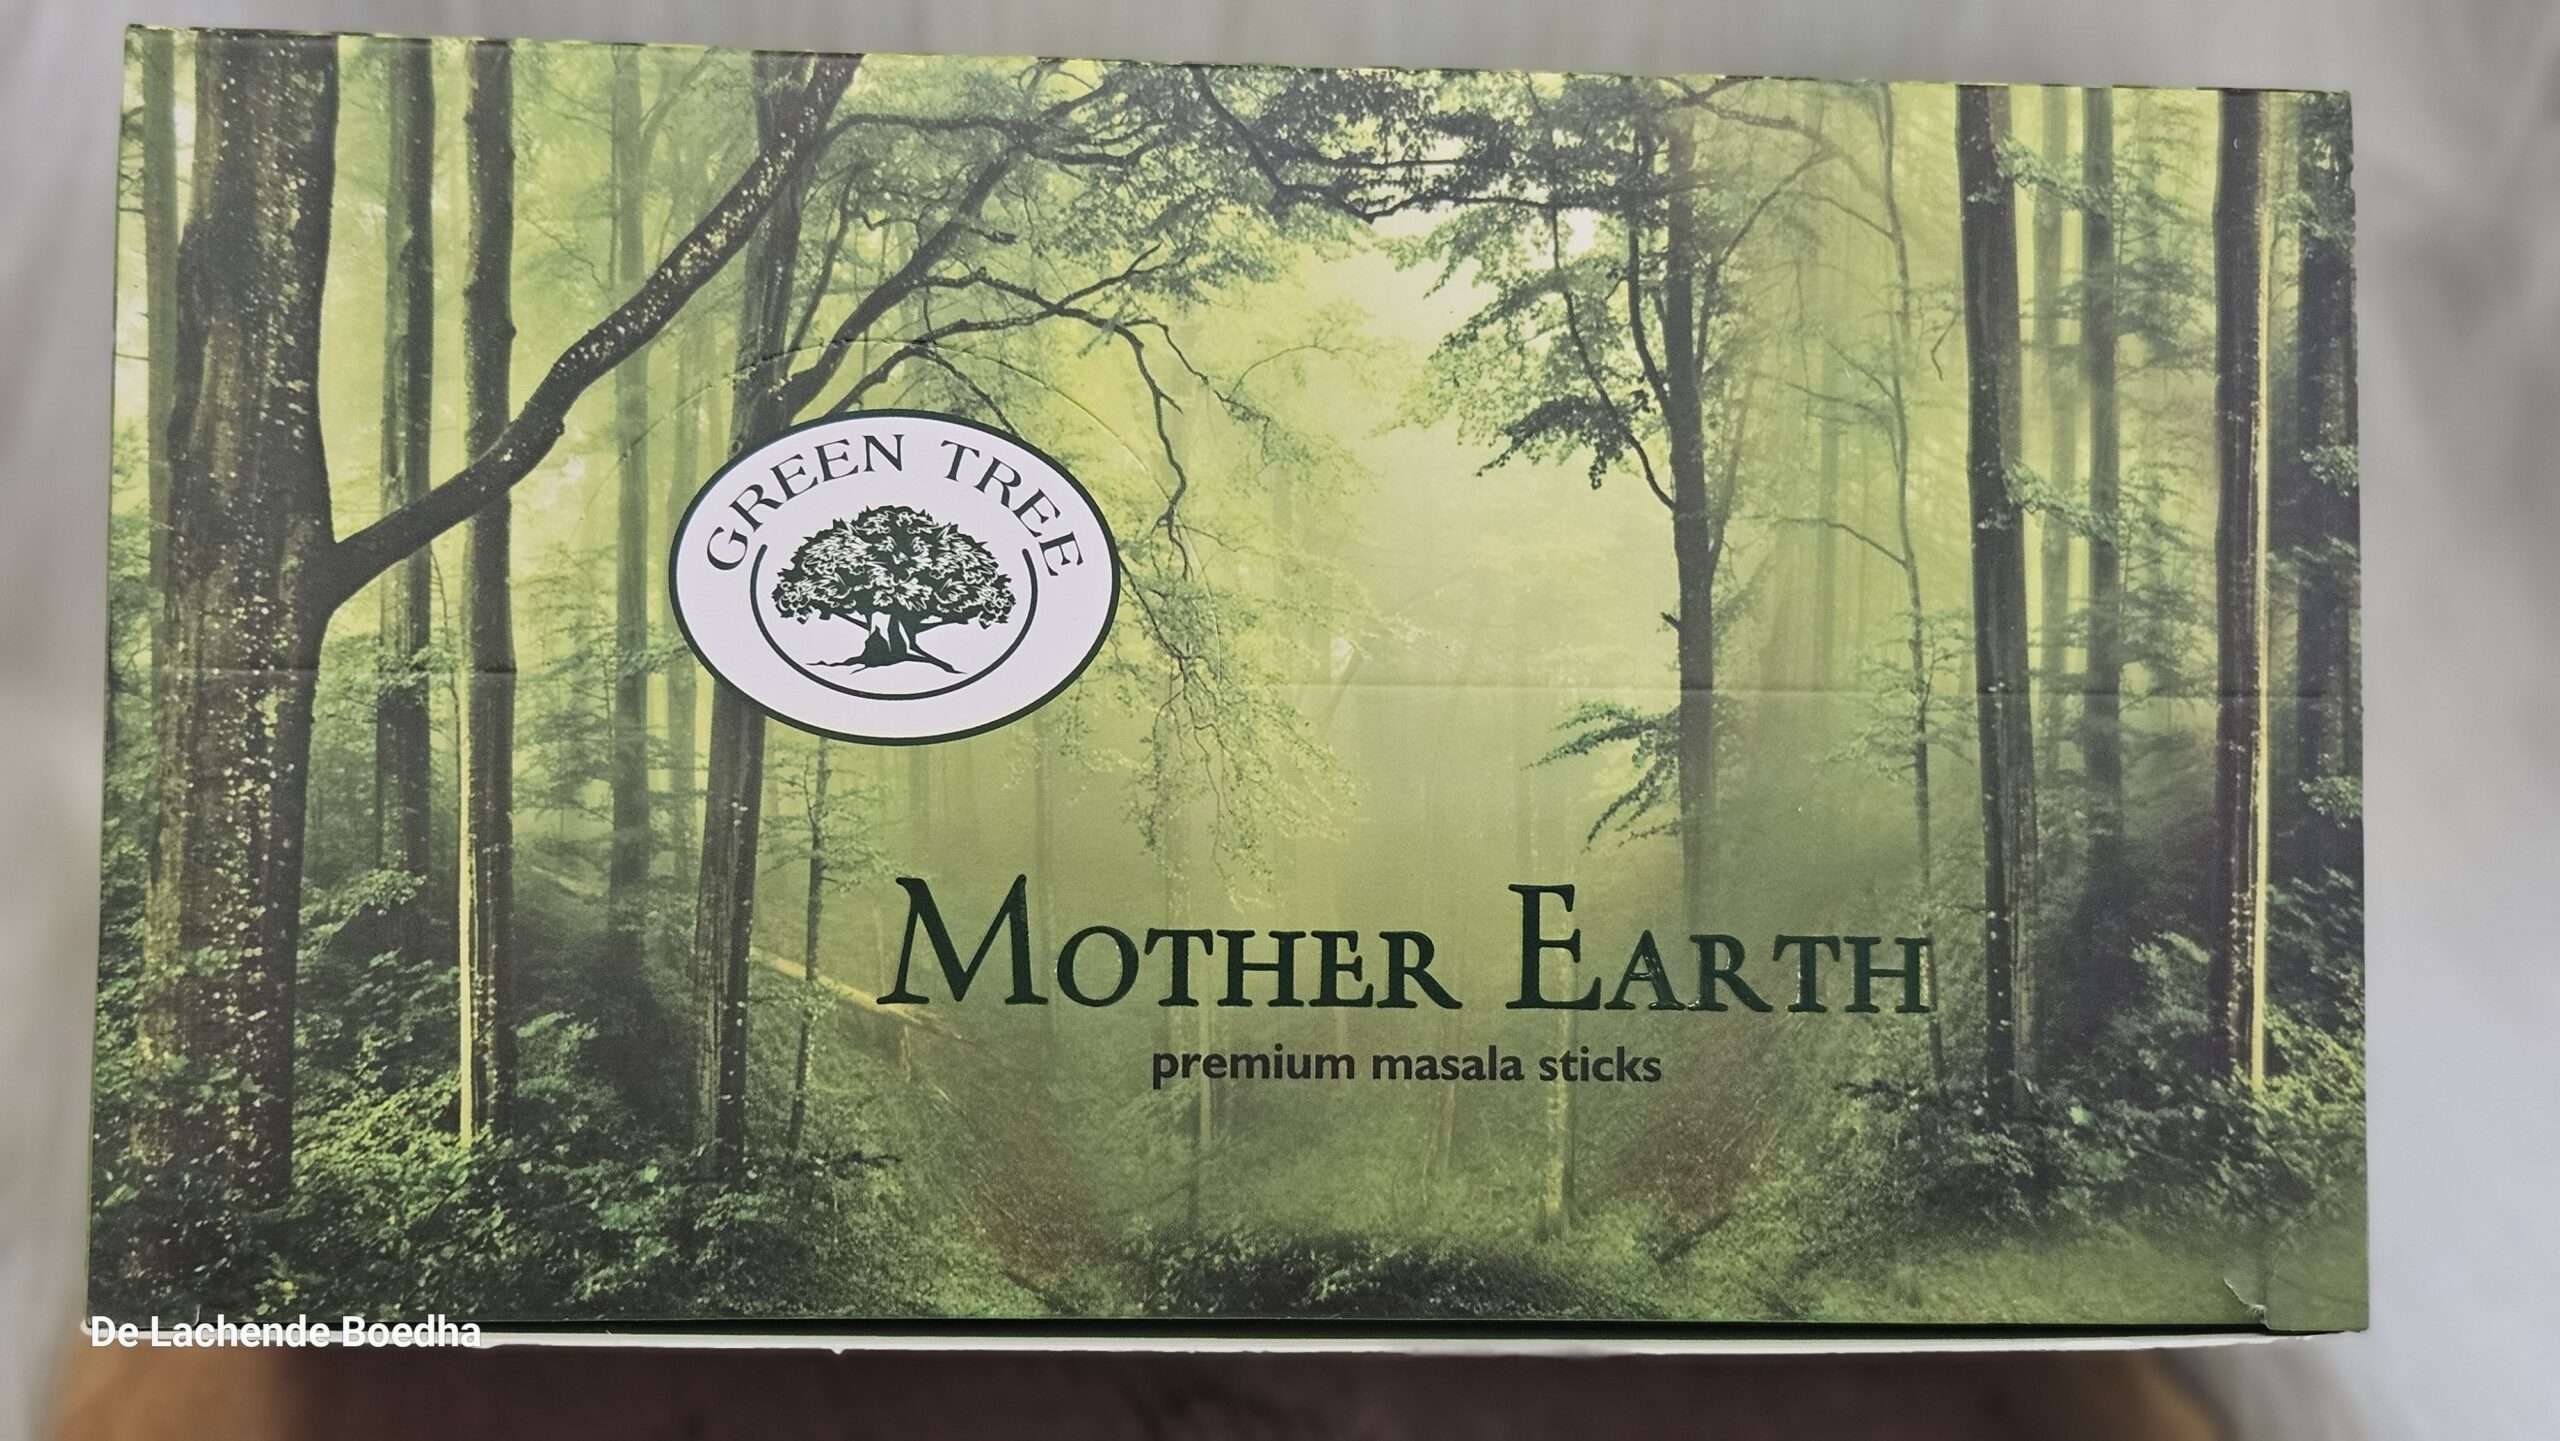 GREEN TREE
MOTHER EARTH
premium masala sticks
De Lachende Boedha